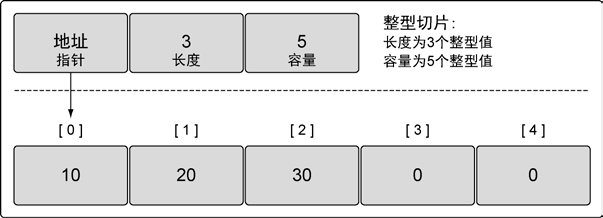 地址 3 5
指针 长度 容量
整型切片:
长度为3个整型值
容量为5个整型值
[0] [1] [2] [3] [4]
10 20 30 0 0